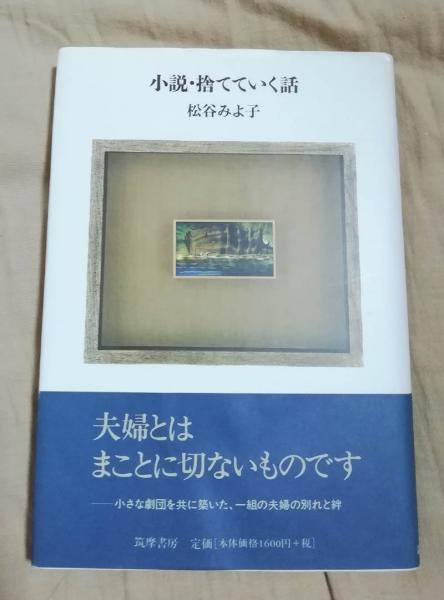 小説・捨てていく話
松谷みよ子
夫婦とは
まことに切ないものです
――小さな劇団を共に築いた、一組の夫婦の別れと絆
筑摩書房 定価[本体価格1600円+税]